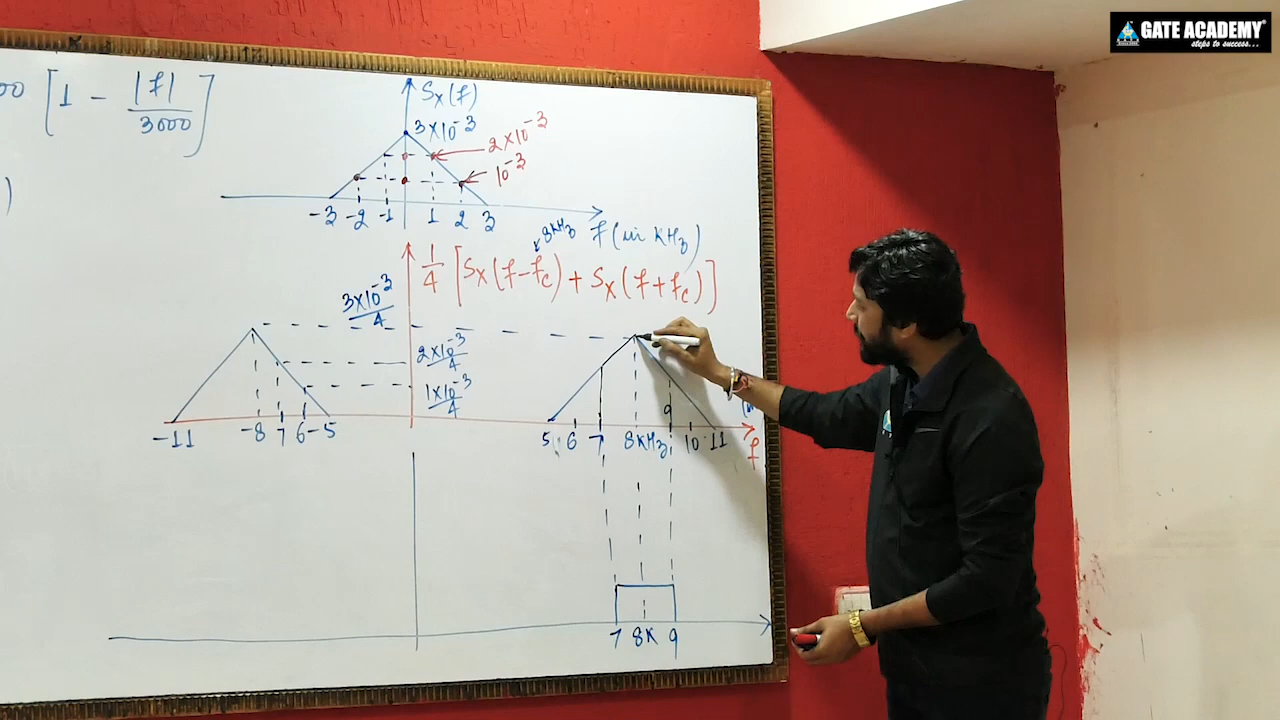 GATE ACADEMY
steps to success...
00 [1 - |f|/3000]
)
Sx(f)
3×10⁻³
2×10⁻³
10⁻³
-3 -2 -1 1 2 3
f (in KHz)
8KHz
1/4 [Sx(f-fc) + Sx(f+fc)]
3×10⁻³/4
2×10⁻³/4
1×10⁻³/4
-11 -8 7 6 -5
5 6 7 8KHz 9 10 11
f
7 8K 9